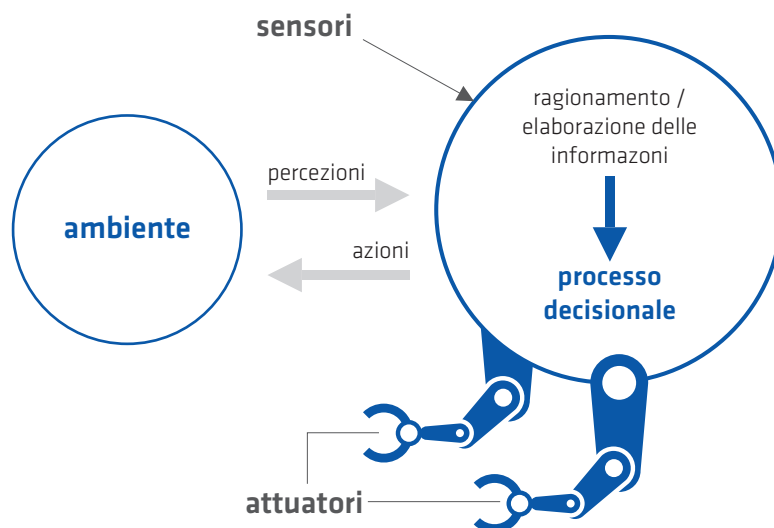 sensori
ragionamento /
elaborazione delle
informazoni
percezioni
ambiente
azioni
processo
decisionale
attuatori